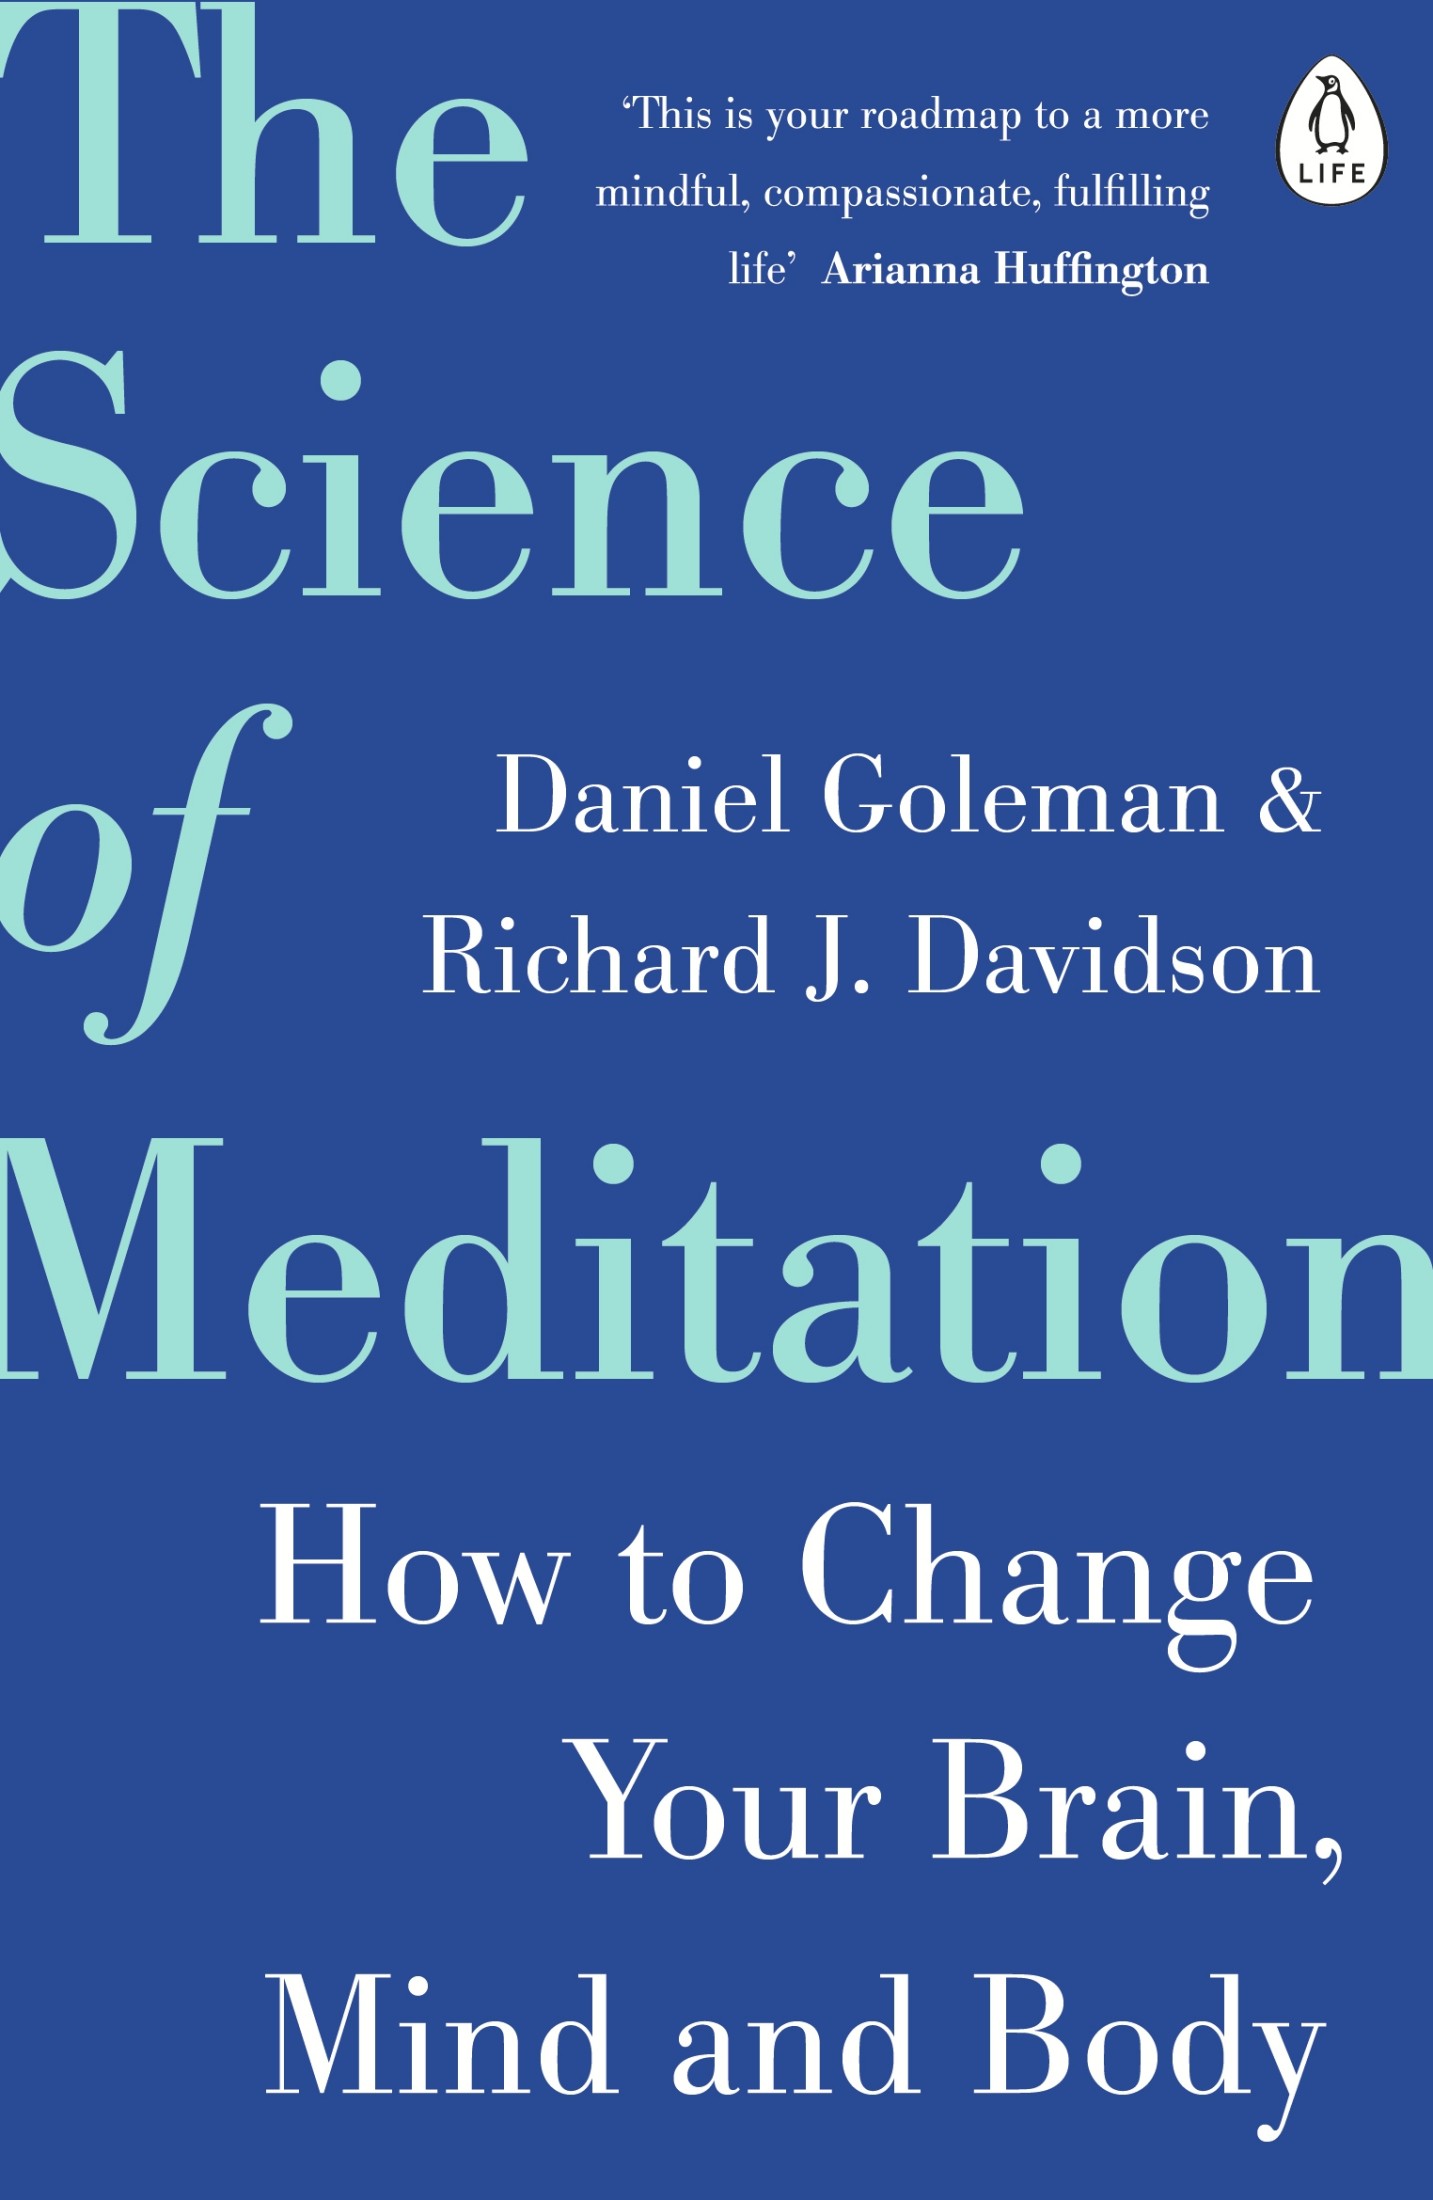 The
‘This is your roadmap to a more
mindful, compassionate, fulfilling
life’ Arianna Huffington
LIFE
Science
of
Daniel Goleman &
Richard J. Davidson
Meditation
How to Change
Your Brain,
Mind and Body